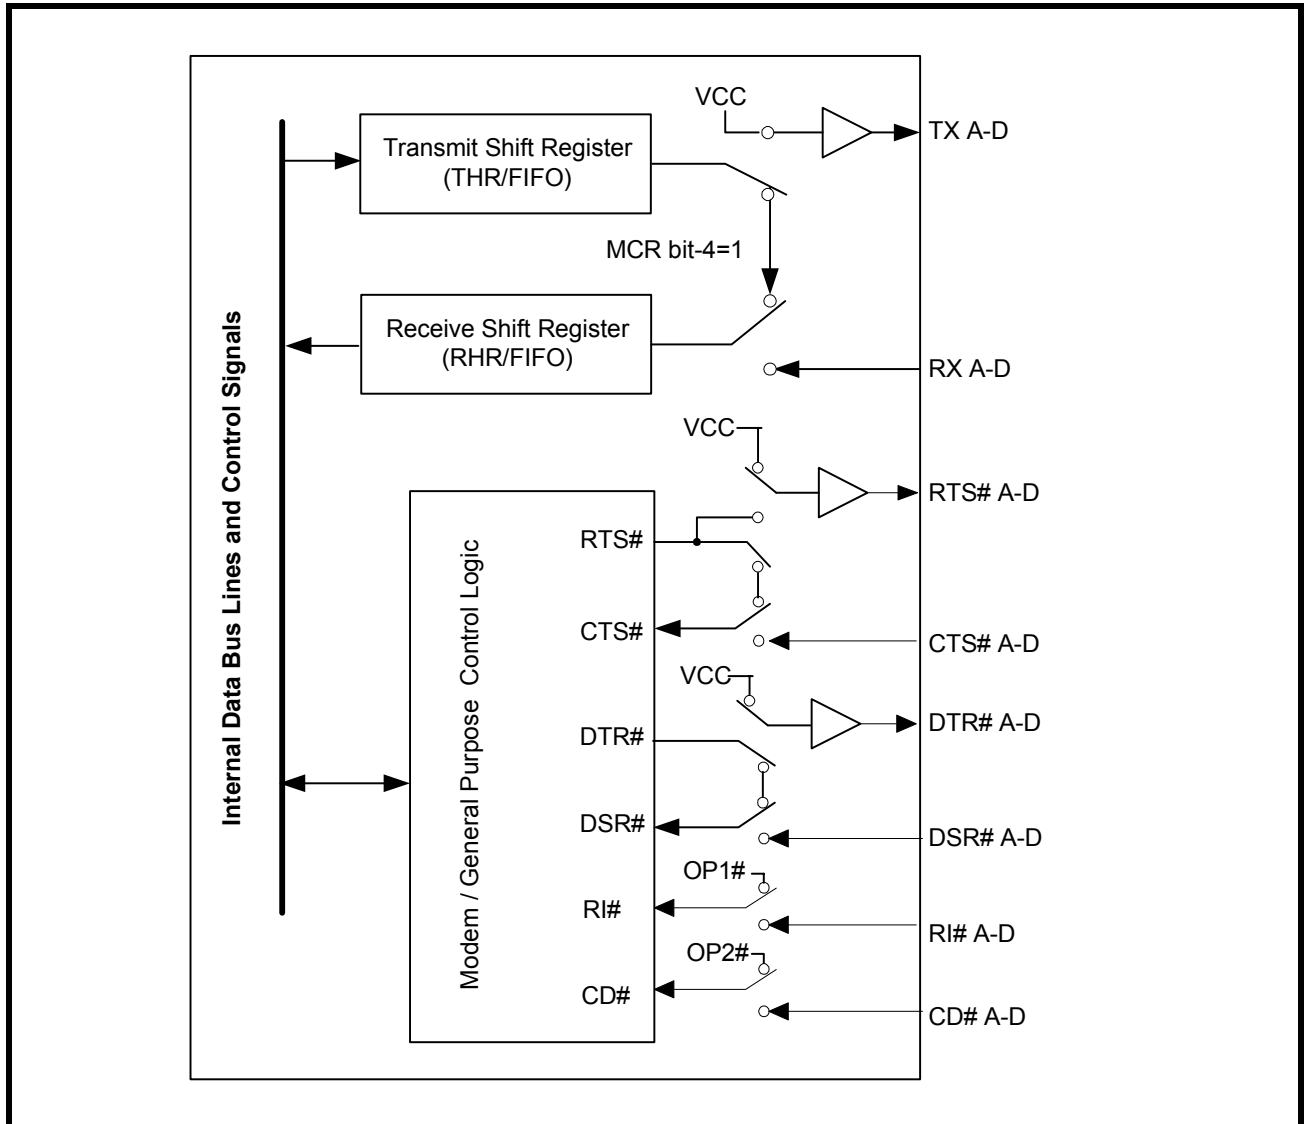 VCC
TX A-D
Transmit Shift Register
(THR/FIFO)
MCR bit-4=1
Receive Shift Register
(RHR/FIFO)
RX A-D
Internal Data Bus Lines and Control Signals
VCC
RTS# A-D
Modem / General Purpose Control Logic
RTS#
CTS#
CTS# A-D
VCC
DTR# A-D
DTR#
DSR#
DSR# A-D
OP1#
RI#
RI# A-D
OP2#
CD#
CD# A-D